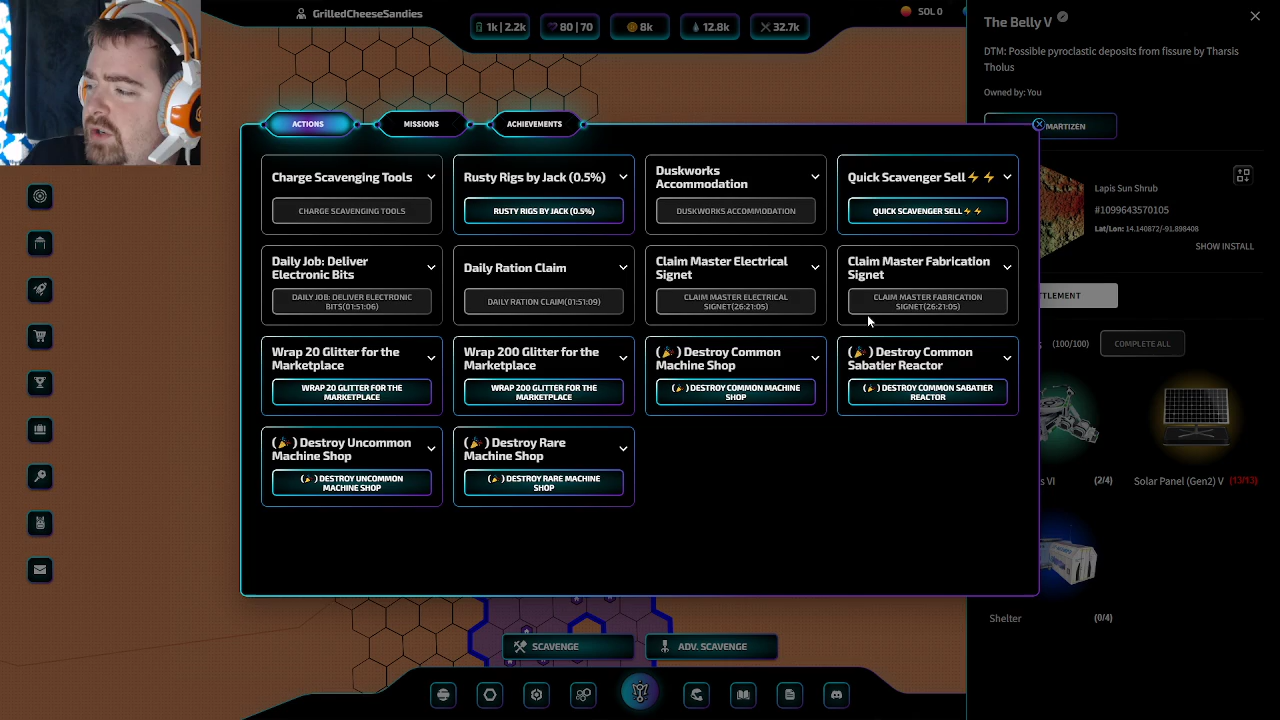 GrilledCheeseSandies
1k | 2.2k
80 | 70
8k
12.8k
32.7k
SOL 0
The Belly V
DTM: Possible pyroclastic deposits from fissure by Tharsis
Tholus
Owned by: You
MARTIZEN
ACTIONS
MISSIONS
ACHIEVEMENTS
Charge Scavenging Tools
CHARGE SCAVENGING TOOLS
Rusty Rigs by Jack (0.5%)
RUSTY RIGS BY JACK (0.5%)
Duskworks
Accommodation
DUSKWORKS ACCOMMODATION
Quick Scavenger Sell⚡⚡
QUICK SCAVENGER SELL⚡⚡
Lapis Sun Shrub
#1099643570105
Lat/Lon: 14.140872/-91.898408
SHOW INSTALL
Daily Job: Deliver
Electronic Bits
DAILY JOB: DELIVER ELECTRONIC
BITS(01:51:06)
Daily Ration Claim
DAILY RATION CLAIM(01:51:09)
Claim Master Electrical
Signet
CLAIM MASTER ELECTRICAL
SIGNET(26:21:05)
Claim Master Fabrication
Signet
CLAIM MASTER FABRICATION
SIGNET(26:21:05)
TLEMENT
s (100/100)
COMPLETE ALL
Wrap 20 Glitter for the
Marketplace
WRAP 20 GLITTER FOR THE
MARKETPLACE
Wrap 200 Glitter for the
Marketplace
WRAP 200 GLITTER FOR THE
MARKETPLACE
(🎉) Destroy Common
Machine Shop
(🎉) DESTROY COMMON MACHINE
SHOP
(🎉) Destroy Common
Sabatier Reactor
(🎉) DESTROY COMMON SABATIER
REACTOR
(🎉) Destroy Uncommon
Machine Shop
(🎉) DESTROY UNCOMMON
MACHINE SHOP
(🎉) Destroy Rare
Machine Shop
(🎉) DESTROY RARE MACHINE
SHOP
s VI (2/4)
Solar Panel (Gen2) V (13/13)
Shelter (0/4)
SCAVENGE
ADV. SCAVENGE